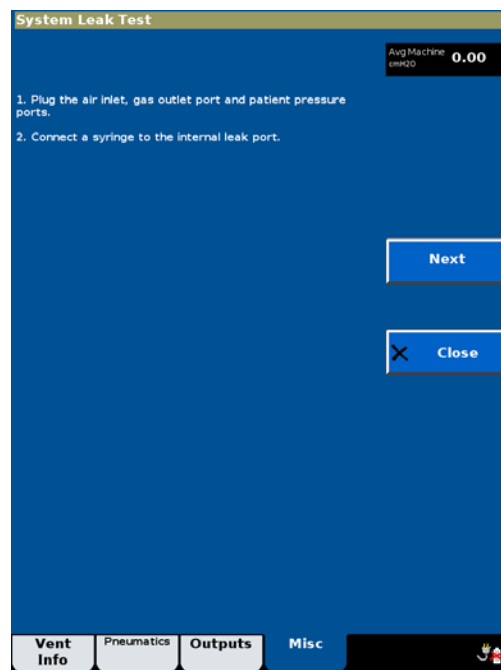 System Leak Test
Avg Machine 0.00
cmH2O
1. Plug the air inlet, gas outlet port and patient pressure
ports.
2. Connect a syringe to the internal leak port.
Next
Close
Vent
Info
Pneumatics
Outputs
Misc